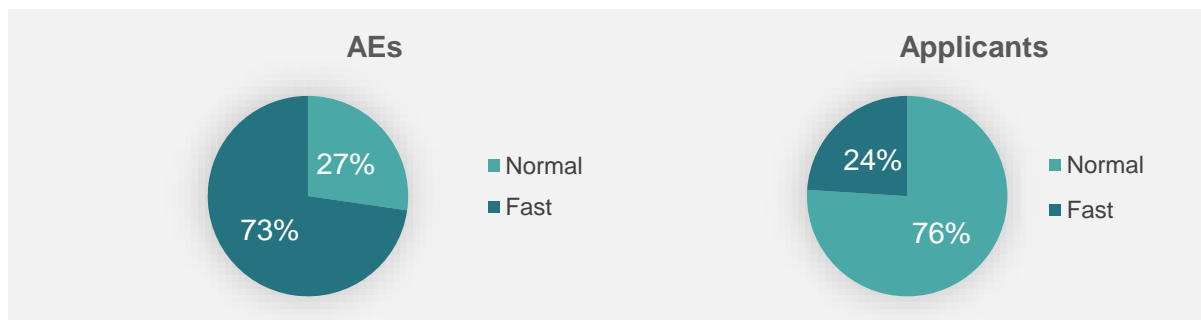 AEs
27%
73%
Normal
Fast
Applicants
24%
76%
Normal
Fast